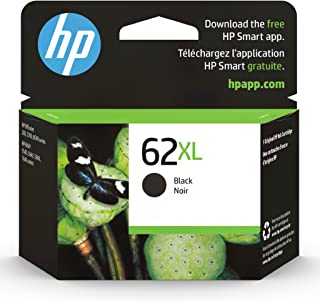 Download the free
HP Smart app.
Téléchargez l'application
HP Smart gratuite.
hpapp.com
hp
62XL
Black
Noir